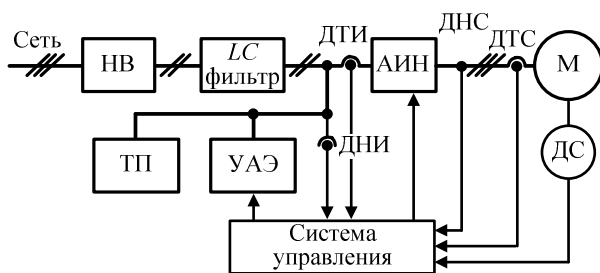 Сеть
НВ
LC
фильтр
ДТИ
АИН
ДНС
ДТС
М
ТП
УАЭ
ДНИ
ДС
Система
управления